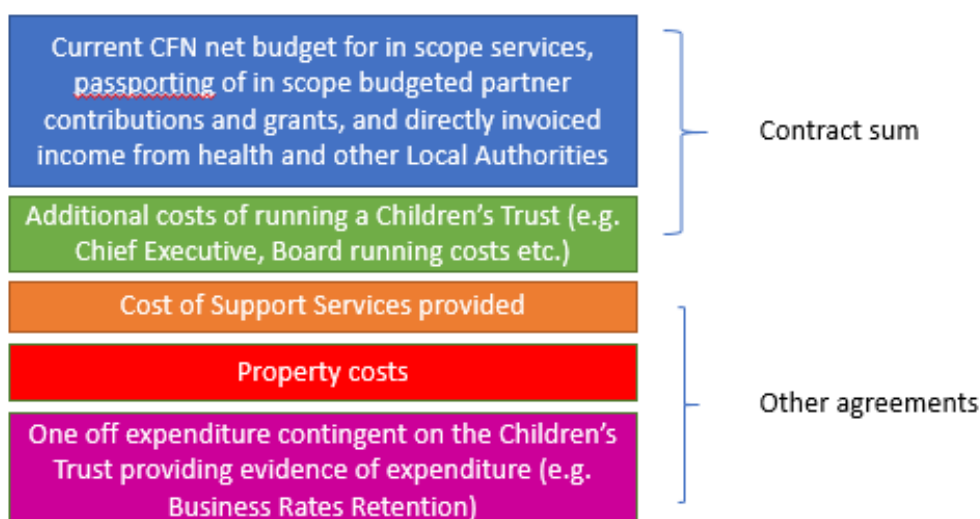 Current CFN net budget for in scope services,
passporting of in scope budgeted partner
contributions and grants, and directly invoiced
income from health and other Local Authorities
Contract sum
Additional costs of running a Children's Trust (e.g.
Chief Executive, Board running costs etc.)
Cost of Support Services provided
Property costs
Other agreements
One off expenditure contingent on the Children's
Trust providing evidence of expenditure (e.g.
Business Rates Retention)